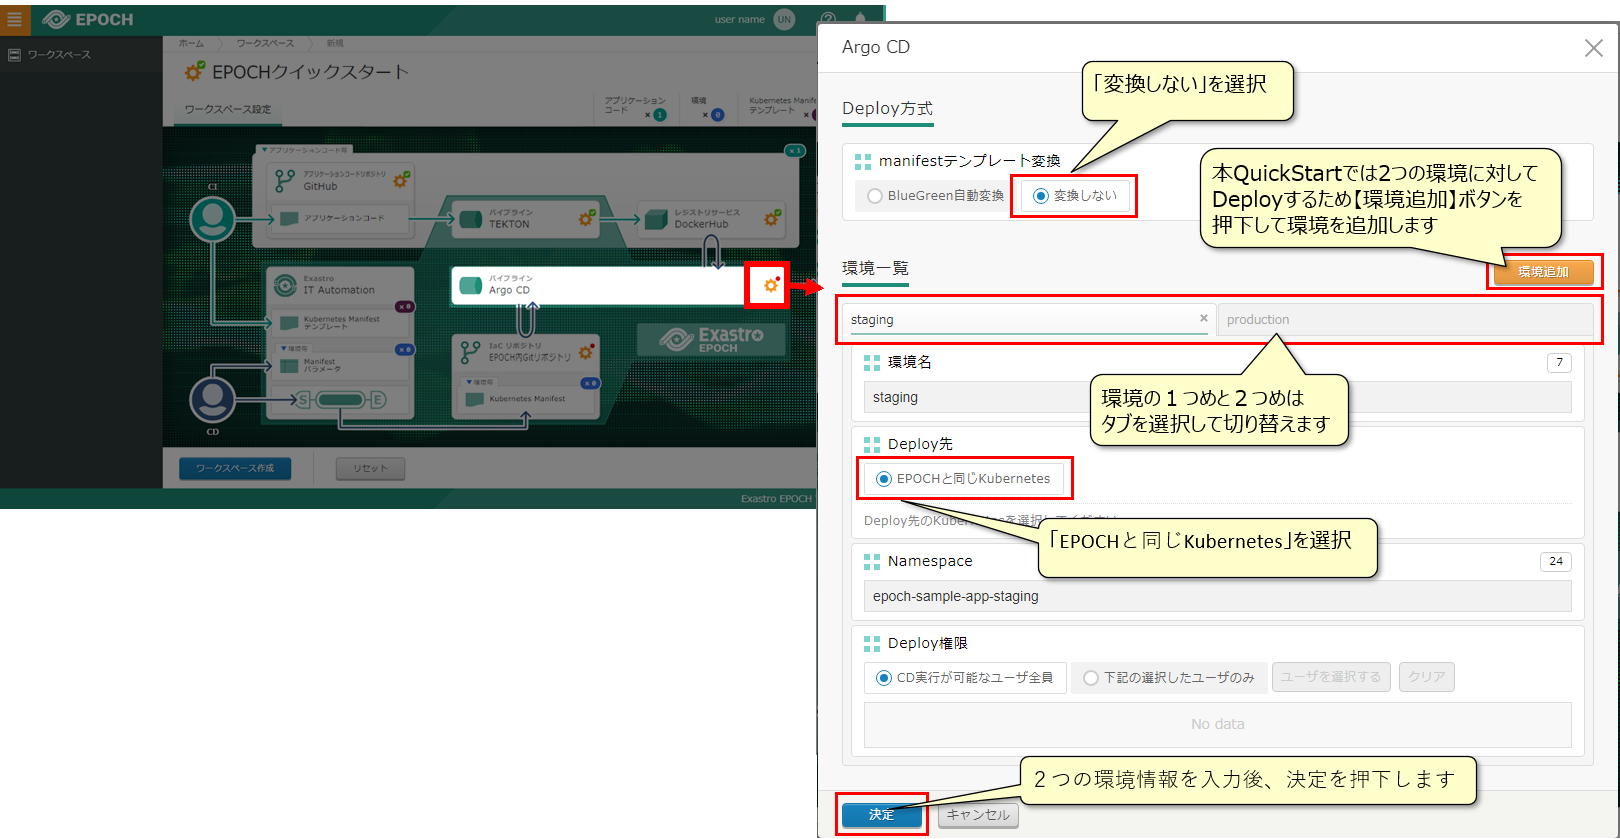 EPOCH
user name
UN
ワークスペース
ホーム
ワークスペース
新規
EPOCHクイックスタート
ワークスペース設定
アプリケーション
コード
× 1
環境
× 0
Kubernetes Manife
テンプレート
×
アプリケーションコード毎
× 1
CI
アプリケーションコードリポジトリ
GitHub
アプリケーションコード
パイプライン
TEKTON
レジストリサービス
DockerHub
Exastro
IT Automation
× 0
Kubernetes Manifest
テンプレート
環境毎
× 0
Manifest
パラメータ
S
E
CD
パイプライン
Argo CD
IaC リポジトリ
EPOCH内Gitリポジトリ
環境毎
× 0
Kubernetes Manifest
Exastro
EPOCH
ワークスペース作成
リセット
Exastro EPOCH
Argo CD
「変換しない」を選択
Deploy方式
manifestテンプレート変換
BlueGreen自動変換
変換しない
本QuickStartでは2つの環境に対して
Deployするため【環境追加】ボタンを
押下して環境を追加します
環境一覧
環境追加
staging
×
production
環境名
7
staging
環境の１つめと２つめは
タブを選択して切り替えます
Deploy先
EPOCHと同じKubernetes
Deploy先のKubernetesを選択してください
「EPOCHと同じKubernetes」を選択
Namespace
24
epoch-sample-app-staging
Deploy権限
CD実行が可能なユーザ全員
下記の選択したユーザのみ
ユーザを選択する
クリア
No data
２つの環境情報を入力後、決定を押下します
決定
キャンセル